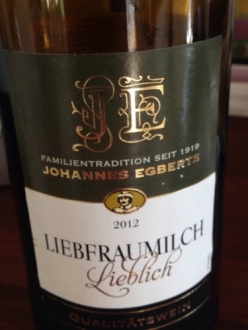 JE
FAMILIENTRADITION SEIT 1919
JOHANNES EGBERTS
2012
LIEBFRAUMILCH
Lieblich
QUALITÄTSWEIN